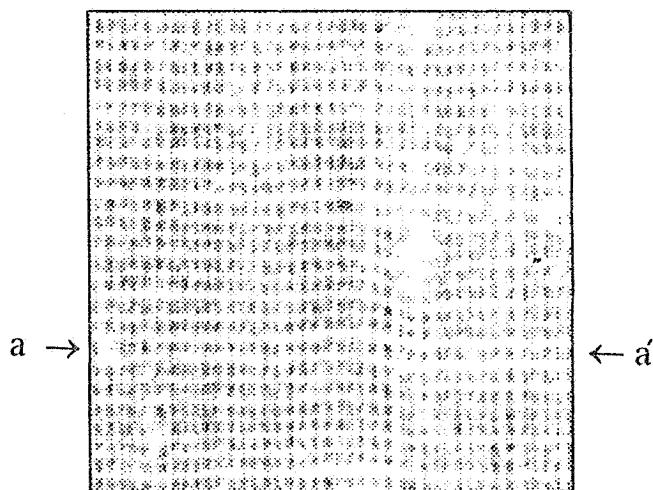 a → ← a′